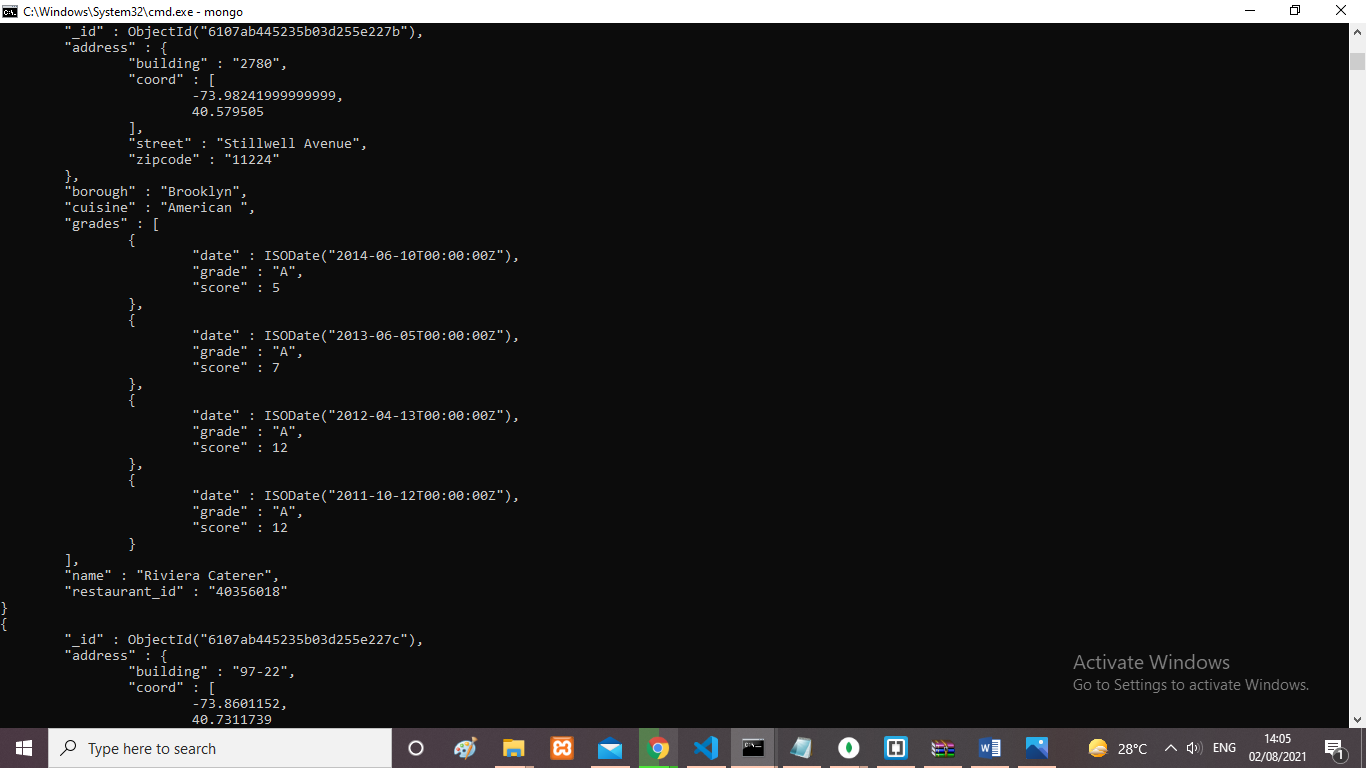 C:\Windows\System32\cmd.exe - mongo
"_id" : ObjectId("6107ab445235b03d255e227b"),
"address" : {
"building" : "2780",
"coord" : [
-73.98241999999999,
40.579505
],
"street" : "Stillwell Avenue",
"zipcode" : "11224"
},
"borough" : "Brooklyn",
"cuisine" : "American ",
"grades" : [
{
"date" : ISODate("2014-06-10T00:00:00Z"),
"grade" : "A",
"score" : 5
},
{
"date" : ISODate("2013-06-05T00:00:00Z"),
"grade" : "A",
"score" : 7
},
{
"date" : ISODate("2012-04-13T00:00:00Z"),
"grade" : "A",
"score" : 12
},
{
"date" : ISODate("2011-10-12T00:00:00Z"),
"grade" : "A",
"score" : 12
}
],
"name" : "Riviera Caterer",
"restaurant_id" : "40356018"
}
{
"_id" : ObjectId("6107ab445235b03d255e227c"),
"address" : {
"building" : "97-22",
"coord" : [
-73.8601152,
40.7311739
Activate Windows
Go to Settings to activate Windows.
Type here to search
28°C
ENG
14:05
02/08/2021
1